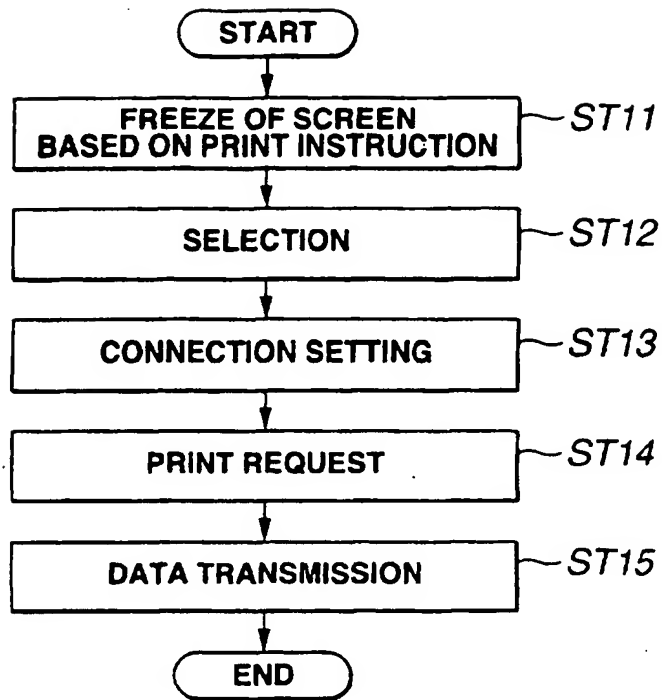 START
FREEZE OF SCREEN
BASED ON PRINT INSTRUCTION
ST11
SELECTION
ST12
CONNECTION SETTING
ST13
PRINT REQUEST
ST14
DATA TRANSMISSION
ST15
END